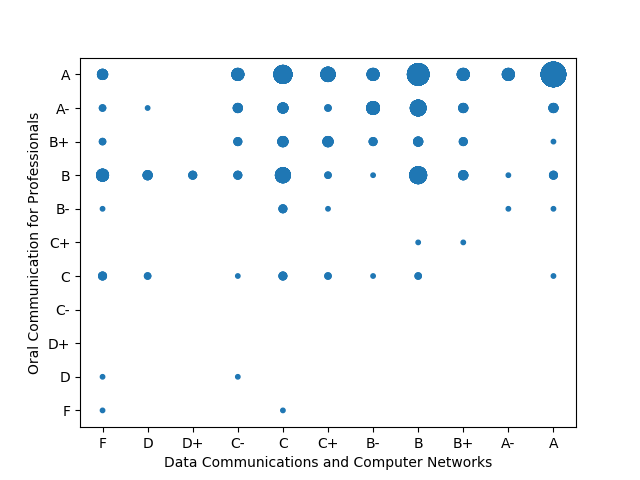 A
A-
B+
B
B-
C+
C
C-
D+
D
F
Oral Communication for Professionals
F D D+ C- C C+ B- B B+ A- A
Data Communications and Computer Networks